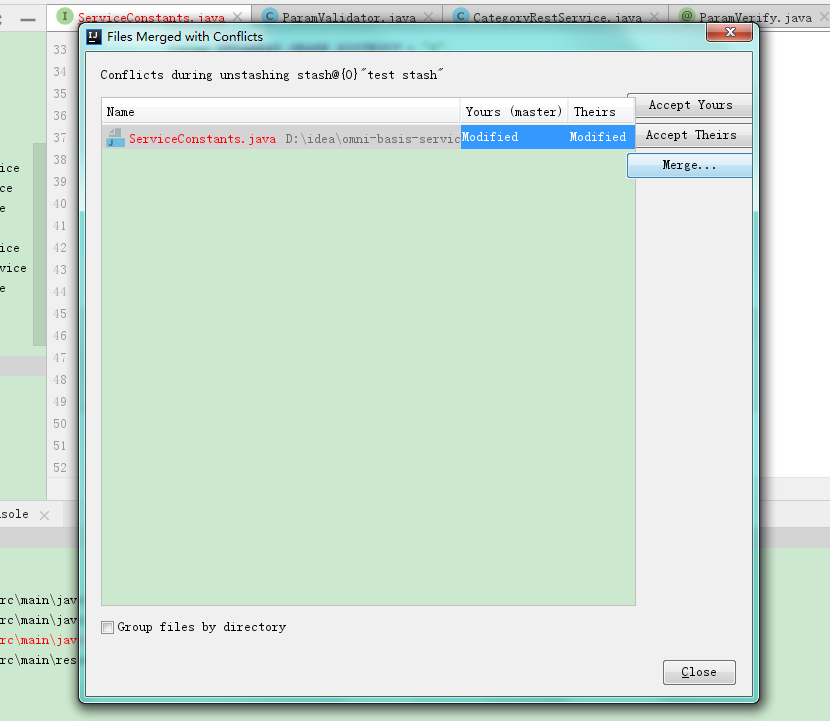 ServiceConstants.java
ParamValidator.java
CategoryRestService.java
ParamVerify.java
Files Merged with Conflicts
Conflicts during unstashing stash@{0}"test stash"
Name
Yours (master)
Theirs
Accept Yours
ServiceConstants.java D:\idea\omni-basis-servic
Modified
Modified
Accept Theirs
Merge...
33
34
35
36
37
38
39
40
41
42
43
44
45
46
47
48
49
50
51
52
ice
ce
e
ice
vice
e
sole
rc\main\jav
rc\main\jav
rc\main\jav
rc\main\res
Group files by directory
Close